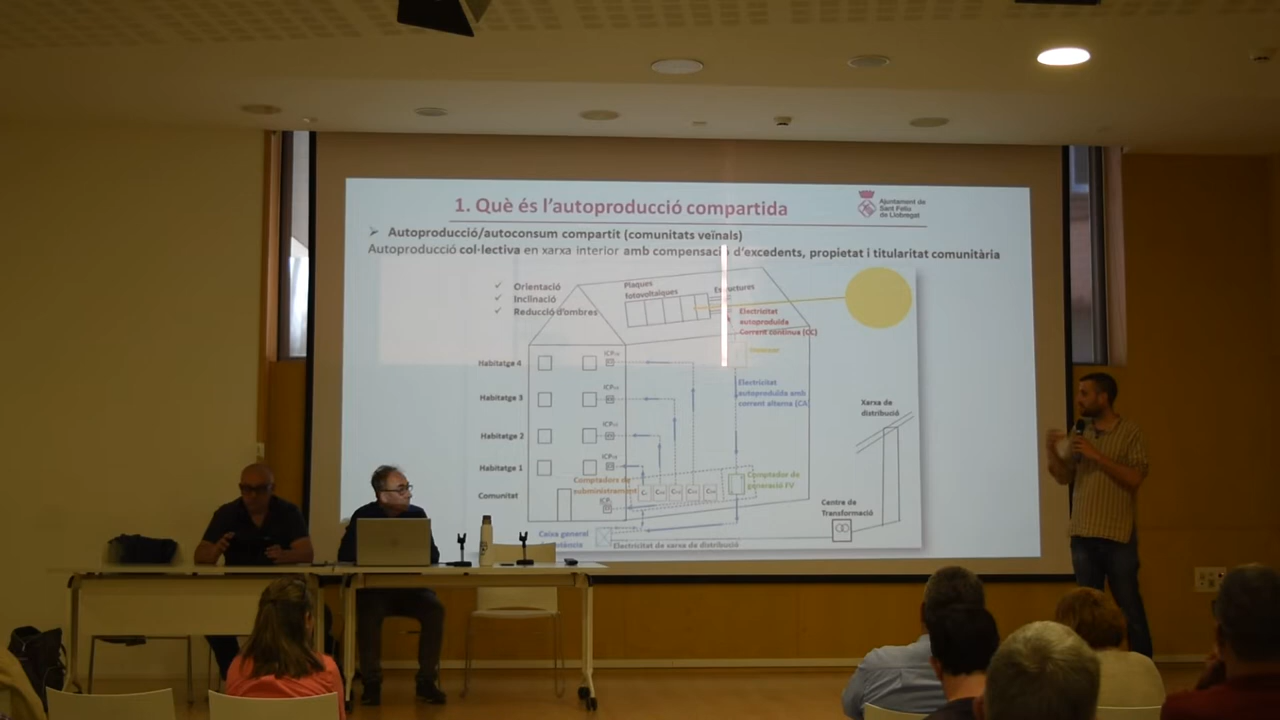 1. Què és l'autoproducció compartida
Ajuntament de
Sant Feliu
de Llobregat
Autoproducció/autoconsum compartit (comunitats veïnals)
Autoproducció col·lectiva en xarxa interior amb compensació d'excedents, propietat i titularitat comunitària
Orientació
Inclinació
Reducció d'ombres
Plaques
fotovoltaiques
Estructures
Electricitat
autoproduïda
Corrent contínua (CC)
Habitatge 4
Habitatge 3
Habitatge 2
Habitatge 1
Comunitat
Electricitat
autoproduïda amb
corrent alterna (CA)
Xarxa de
distribució
Comptadors de
subministrament
Comptador de
generació FV
Centre de
Transformació
Caixa general
Electricitat de xarxa de distribució